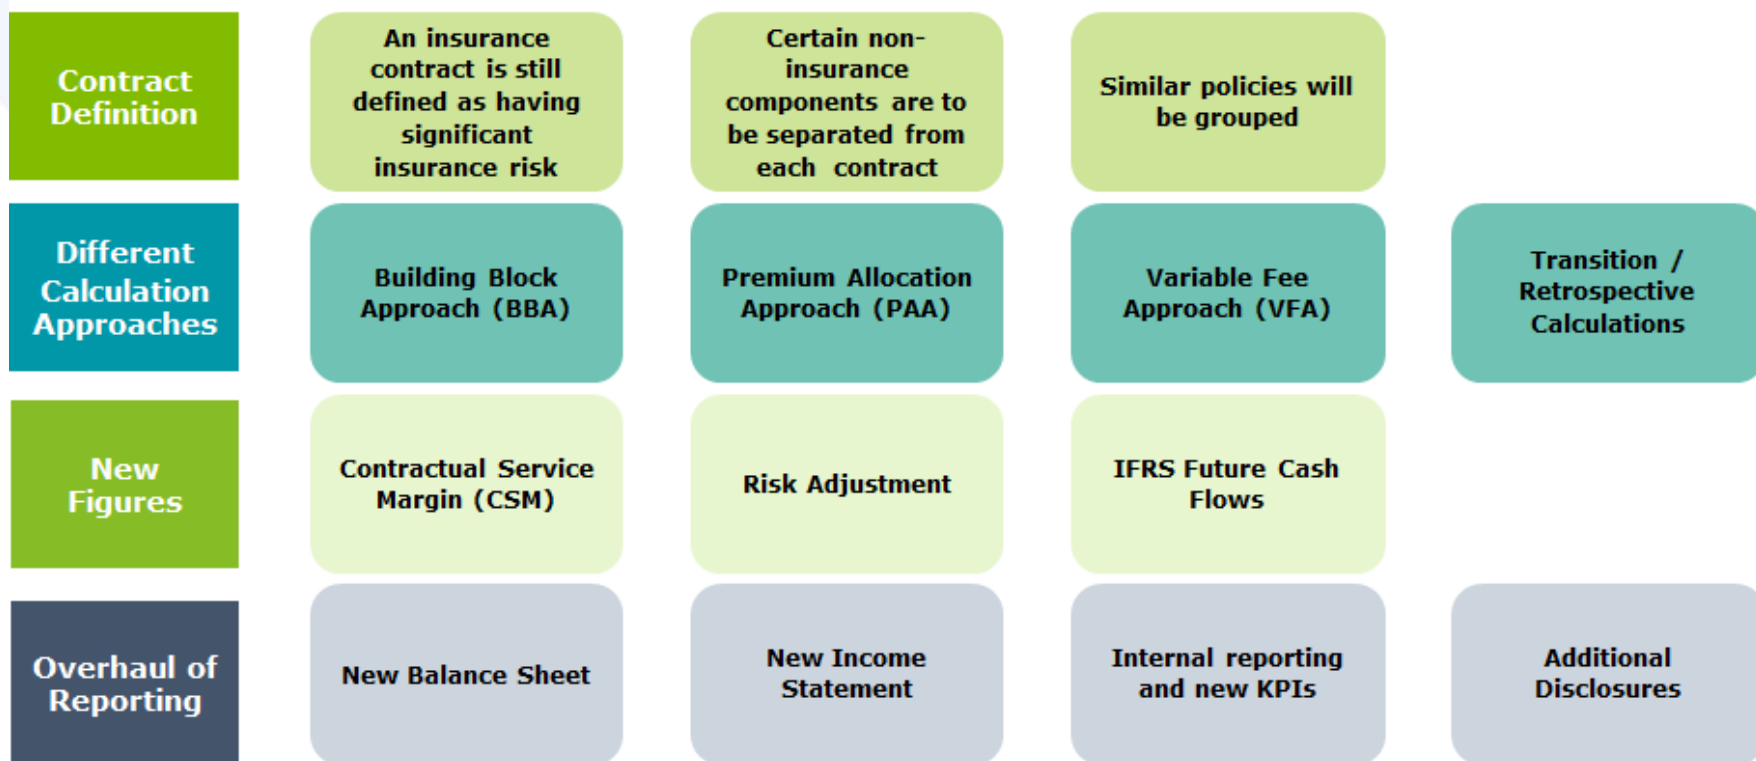 Contract
Definition
An insurance
contract is still
defined as having
significant
insurance risk
Certain non-
insurance
components are to
be separated from
each contract
Similar policies will
be grouped
Different
Calculation
Approaches
Building Block
Approach (BBA)
Premium Allocation
Approach (PAA)
Variable Fee
Approach (VFA)
Transition /
Retrospective
Calculations
New
Figures
Contractual Service
Margin (CSM)
Risk Adjustment
IFRS Future Cash
Flows
Overhaul of
Reporting
New Balance Sheet
New Income
Statement
Internal reporting
and new KPIs
Additional
Disclosures